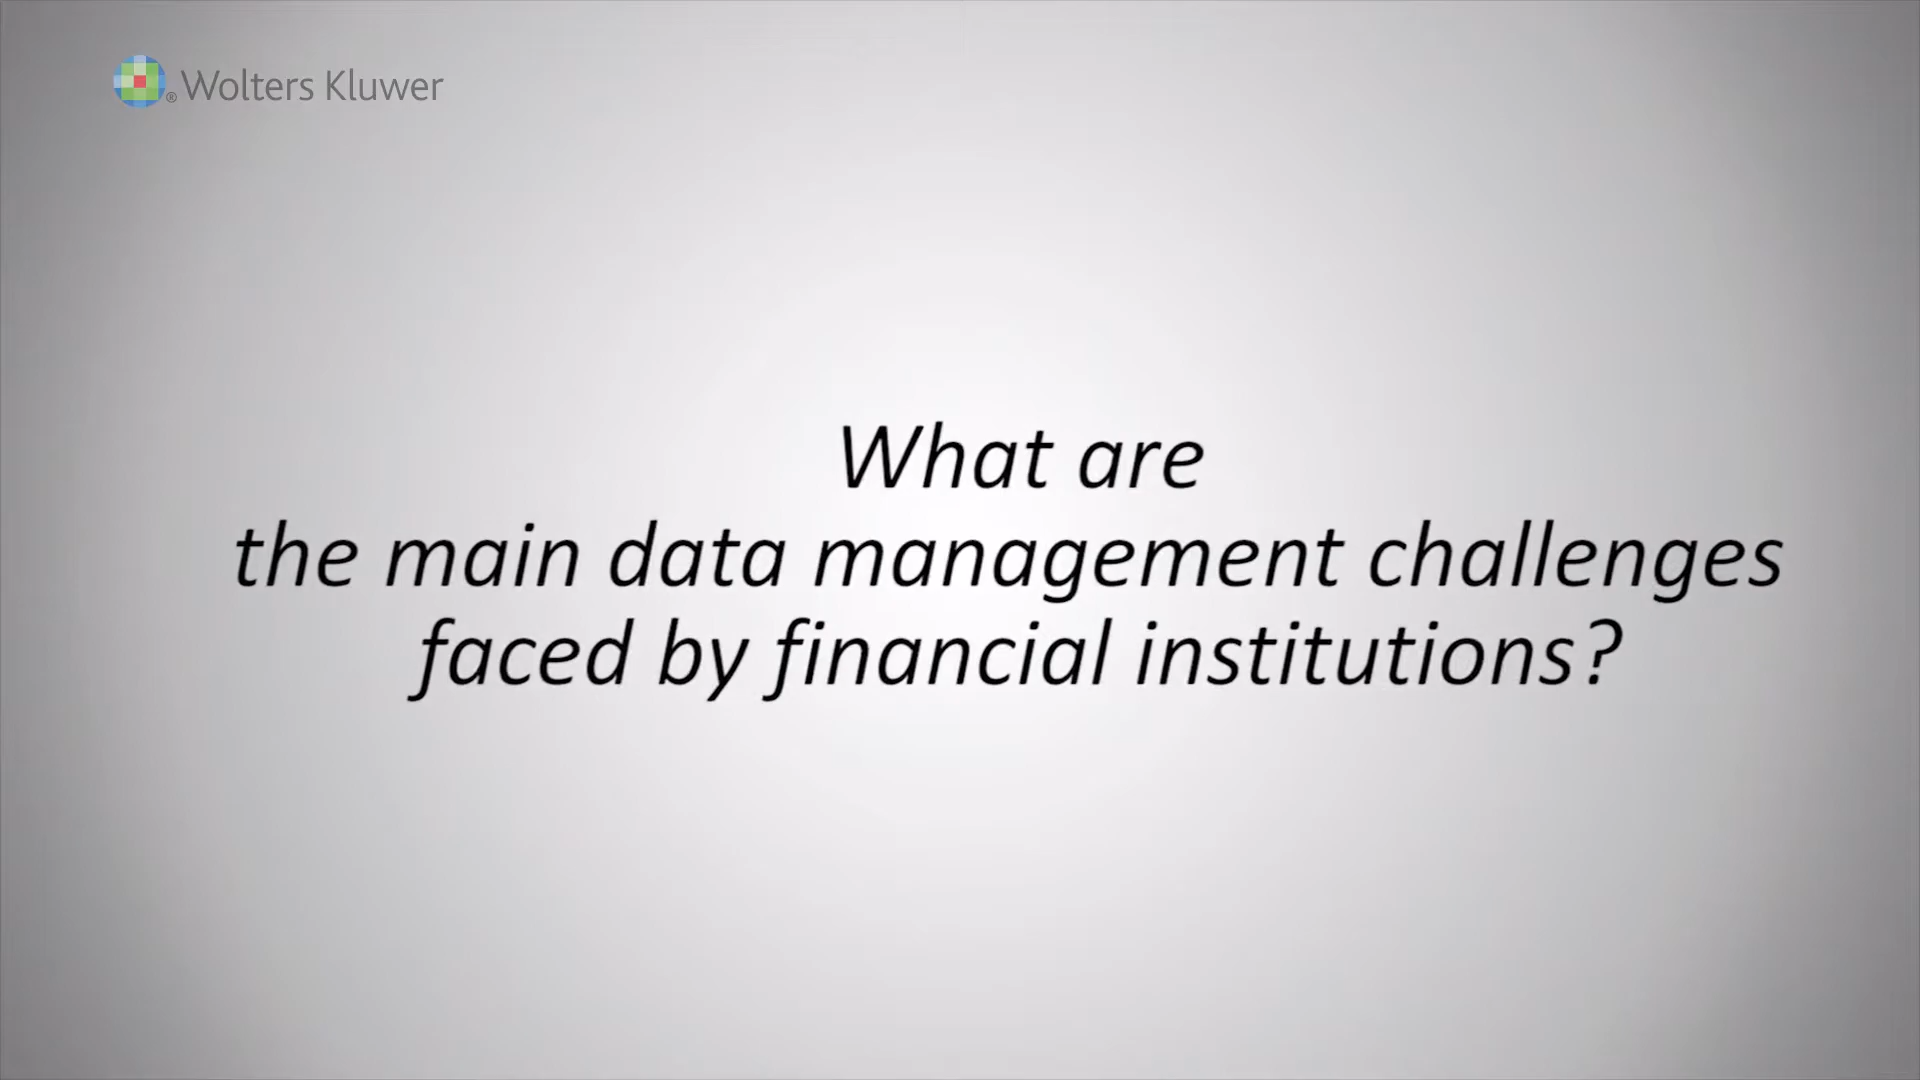 ® Wolters Kluwer
What are
the main data management challenges
faced by financial institutions?